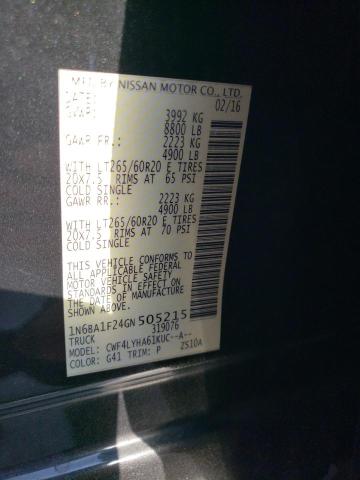 MFD BY NISSAN MOTOR CO., LTD.
DATE: 02/16
GVWR: 3992 KG
8800 LB
GAWR FR.: 2223 KG
4900 LB
WITH LT265/60R20 E TIRES
20X7.5 RIMS AT 65 PSI
COLD SINGLE
GAWR RR.: 2223 KG
4900 LB
WITH LT265/60R20 E TIRES
20X7.5 RIMS AT 70 PSI
COLD SINGLE
THIS VEHICLE CONFORMS TO
ALL APPLICABLE FEDERAL
MOTOR VEHICLE SAFETY
STANDARDS IN EFFECT ON
THE DATE OF MANUFACTURE
SHOWN ABOVE.
1N6BA1F24GN505215
TRUCK 319076
MODEL: CWF4LYHA61KUC--A--
COLOR: G41 TRIM: P ZS10A